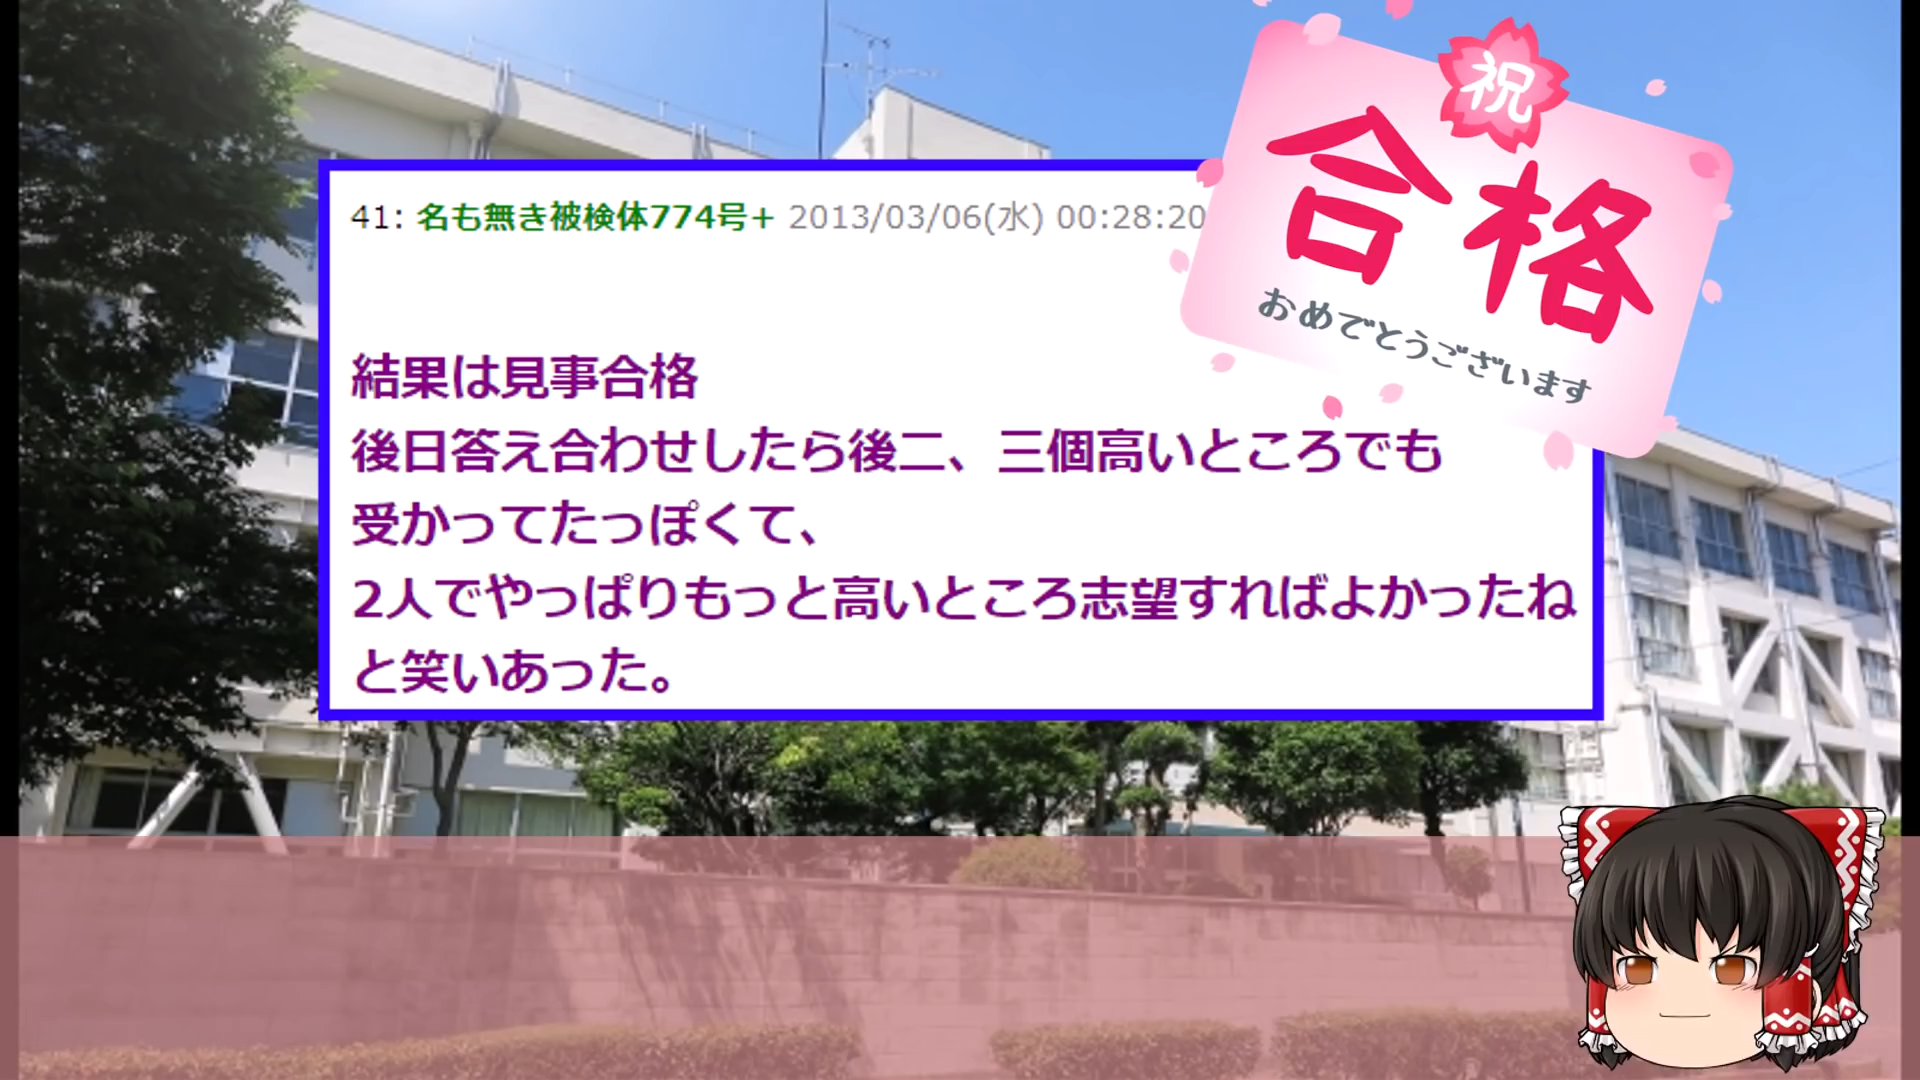 祝
合格
おめでとうございます
41: 名も無き被検体774号+ 2013/03/06(水) 00:28:20
結果は見事合格
後日答え合わせしたら後二、三個高いところでも
受かってたっぽくて、
2人でやっぱりもっと高いところ志望すればよかったね
と笑いあった。